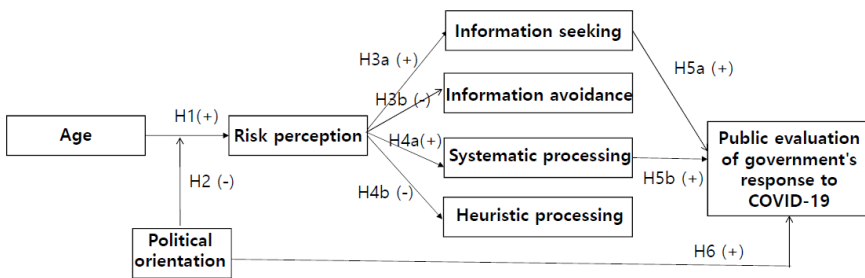 Information seeking
H3a (+)
H5a (+)
H3b (-)
Information avoidance
H1(+)
Age
Risk perception
H4a(+)
Systematic processing
Public evaluation
of government's
response to
COVID-19
H2 (-)
H4b (-)
H5b (+)
Heuristic processing
Political
orientation
H6 (+)